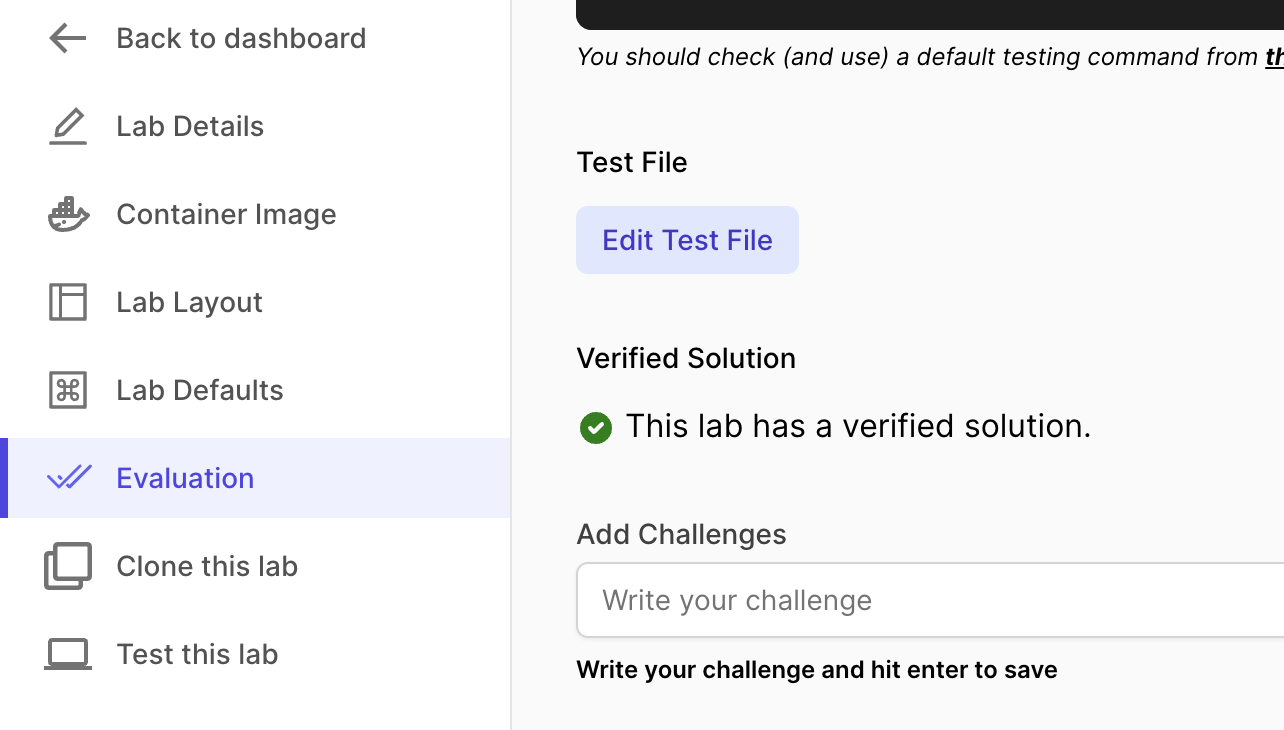 Back to dashboard
Lab Details
Container Image
Lab Layout
Lab Defaults
Evaluation
Clone this lab
Test this lab
You should check (and use) a default testing command from
Test File
Edit Test File
Verified Solution
This lab has a verified solution.
Add Challenges
Write your challenge
Write your challenge and hit enter to save